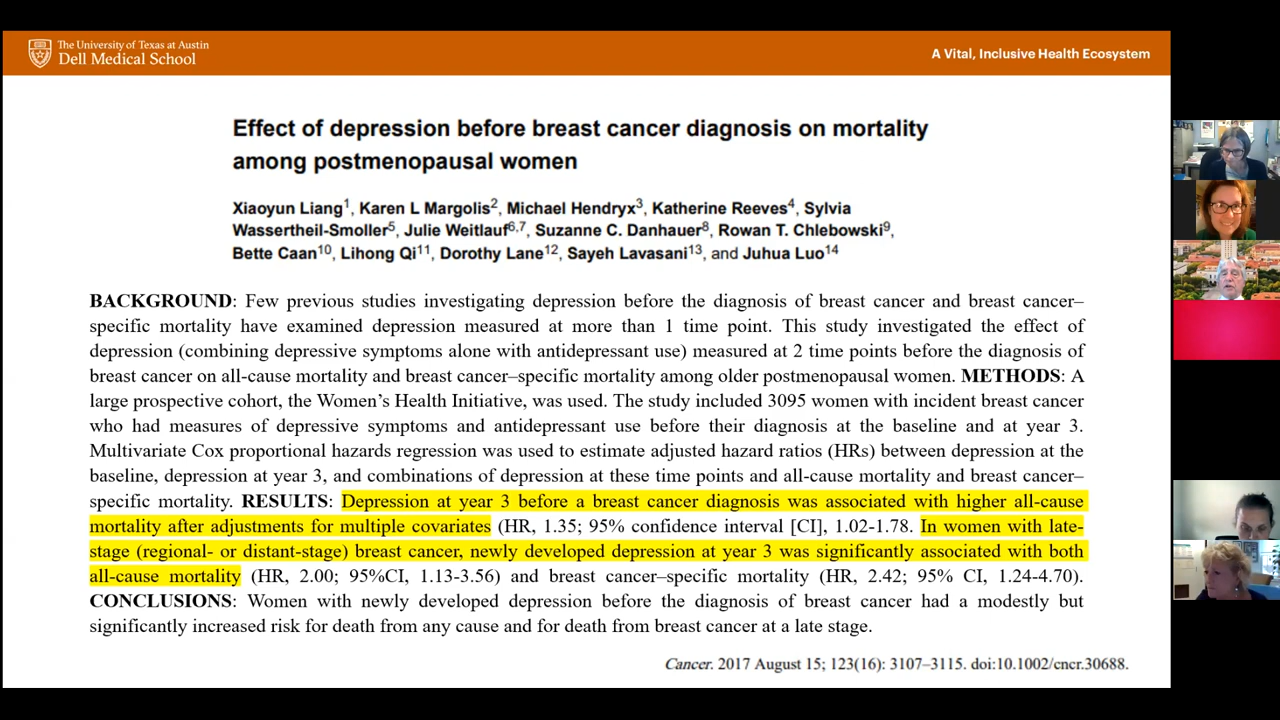 The University of Texas at Austin
Dell Medical School
A Vital, Inclusive Health Ecosystem
Effect of depression before breast cancer diagnosis on mortality
among postmenopausal women
Xiaoyun Liang1, Karen L Margolis2, Michael Hendryx3, Katherine Reeves4, Sylvia
Wassertheil-Smoller5, Julie Weitlauf6,7, Suzanne C. Danhauer8, Rowan T. Chlebowski9,
Bette Caan10, Lihong Qi11, Dorothy Lane12, Sayeh Lavasani13, and Juhua Luo14
BACKGROUND: Few previous studies investigating depression before the diagnosis of breast cancer and breast cancer–
specific mortality have examined depression measured at more than 1 time point. This study investigated the effect of
depression (combining depressive symptoms alone with antidepressant use) measured at 2 time points before the diagnosis of
breast cancer on all-cause mortality and breast cancer–specific mortality among older postmenopausal women. METHODS: A
large prospective cohort, the Women's Health Initiative, was used. The study included 3095 women with incident breast cancer
who had measures of depressive symptoms and antidepressant use before their diagnosis at the baseline and at year 3.
Multivariate Cox proportional hazards regression was used to estimate adjusted hazard ratios (HRs) between depression at the
baseline, depression at year 3, and combinations of depression at these time points and all-cause mortality and breast cancer–
specific mortality. RESULTS: Depression at year 3 before a breast cancer diagnosis was associated with higher all-cause
mortality after adjustments for multiple covariates (HR, 1.35; 95% confidence interval [CI], 1.02-1.78. In women with late-
stage (regional- or distant-stage) breast cancer, newly developed depression at year 3 was significantly associated with both
all-cause mortality (HR, 2.00; 95%CI, 1.13-3.56) and breast cancer–specific mortality (HR, 2.42; 95% CI, 1.24-4.70).
CONCLUSIONS: Women with newly developed depression before the diagnosis of breast cancer had a modestly but
significantly increased risk for death from any cause and for death from breast cancer at a late stage.
Cancer. 2017 August 15; 123(16): 3107–3115. doi:10.1002/cncr.30688.